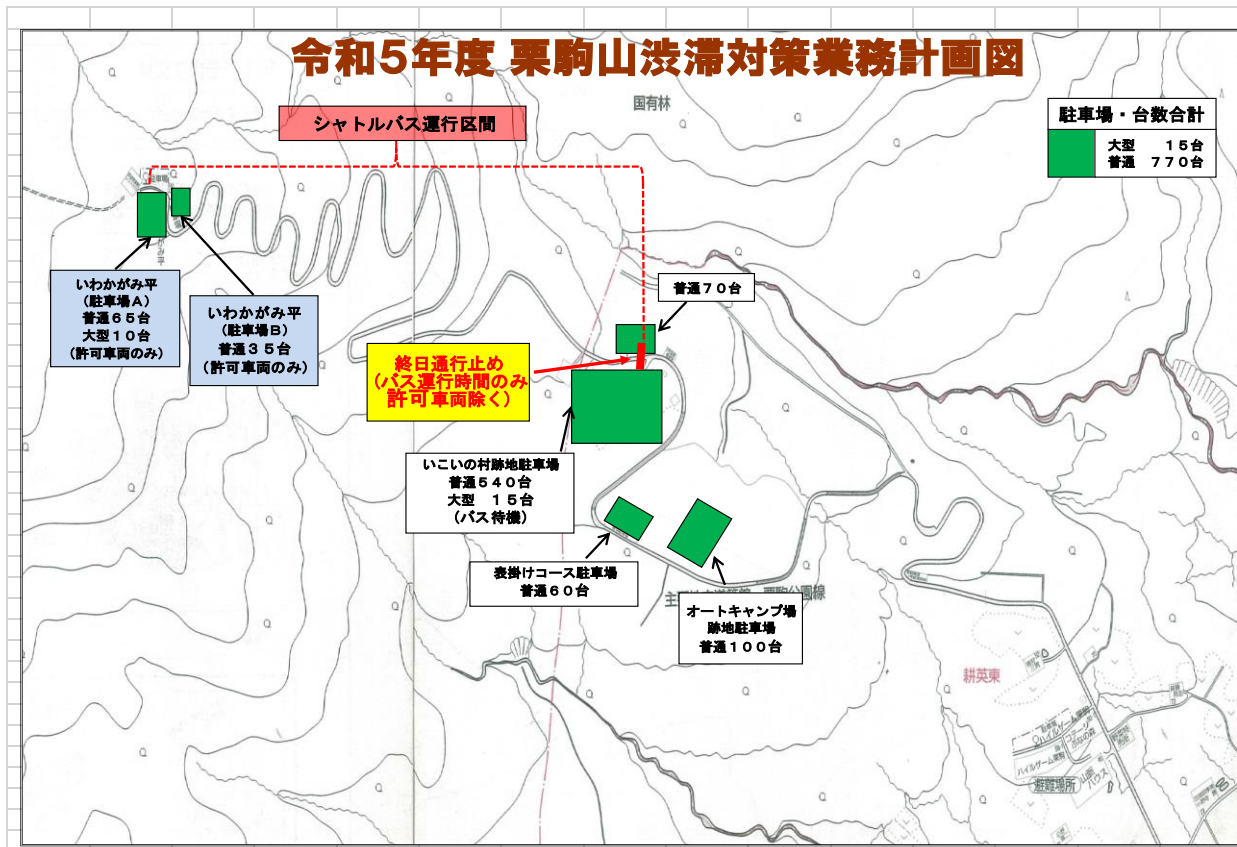 令和5年度 栗駒山渋滞対策業務計画図
国有林
シャトルバス運行区間
駐車場・台数合計
大型 15台
普通 770台
いわかがみ平
(駐車場A)
普通65台
大型10台
(許可車両のみ)
いわかがみ平
(駐車場B)
普通35台
(許可車両のみ)
普通70台
終日通行止め
(バス運行時間のみ
許可車両除く)
いこいの村跡地駐車場
普通540台
大型 15台
(バス待機)
表掛けコース駐車場
普通60台
オートキャンプ場
跡地駐車場
普通100台
耕英東
ハイルザーム栗駒
避難場所